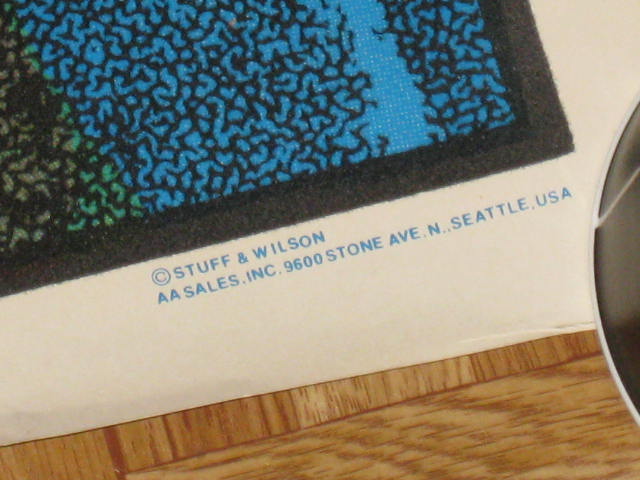 © STUFF & WILSON
AA SALES, INC. 9600 STONE AVE. N., SEATTLE, USA